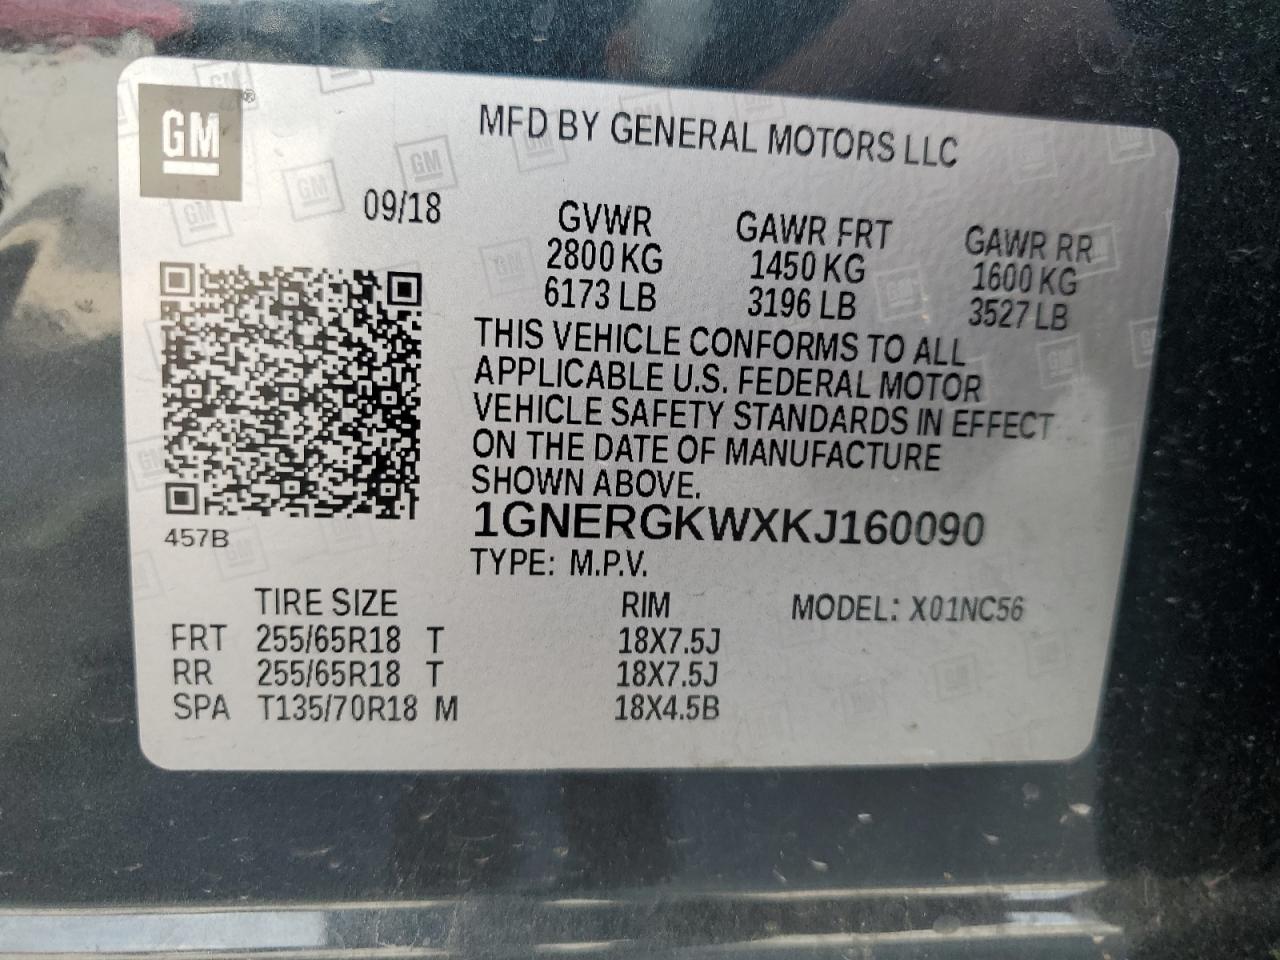 GM®
MFD BY GENERAL MOTORS LLC
09/18
GVWR GAWR FRT GAWR RR
2800 KG 1450 KG 1600 KG
6173 LB 3196 LB 3527 LB
THIS VEHICLE CONFORMS TO ALL
APPLICABLE U.S. FEDERAL MOTOR
VEHICLE SAFETY STANDARDS IN EFFECT
ON THE DATE OF MANUFACTURE
SHOWN ABOVE.
457B
1GNERGKWXKJ160090
TYPE: M.P.V.
TIRE SIZE RIM MODEL: X01NC56
FRT 255/65R18 T 18X7.5J
RR 255/65R18 T 18X7.5J
SPA T135/70R18 M 18X4.5B